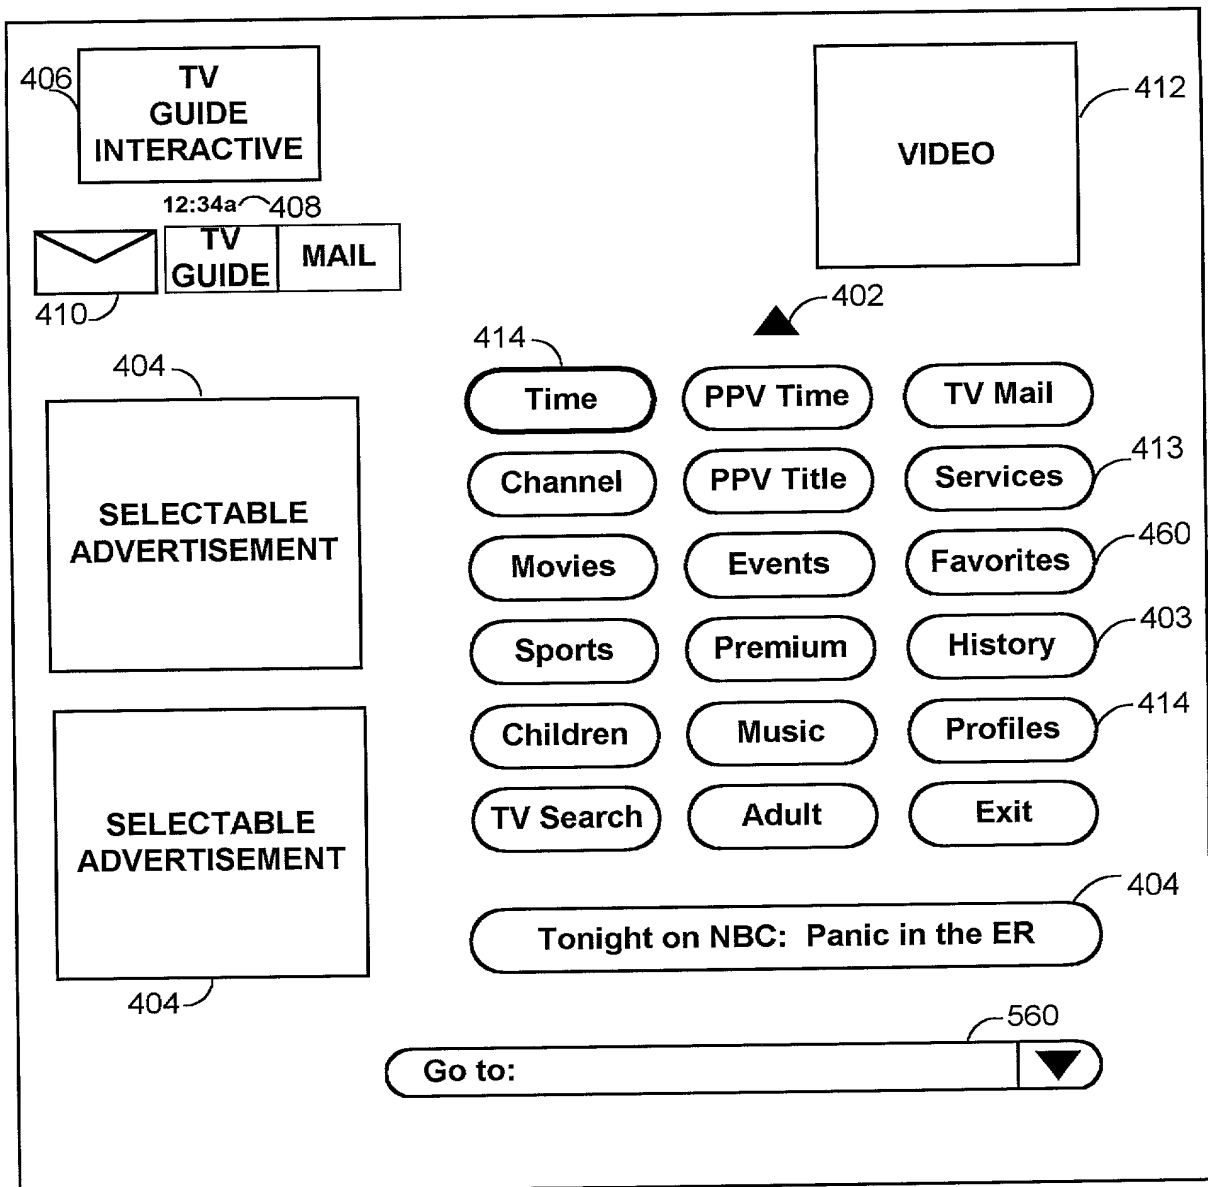 406
TV
GUIDE
INTERACTIVE
VIDEO
412
12:34a
408
TV
GUIDE
MAIL
410
402
414
404
Time
PPV Time
TV Mail
Channel
PPV Title
Services
413
SELECTABLE
ADVERTISEMENT
Movies
Events
Favorites
460
Sports
Premium
History
403
Children
Music
Profiles
414
SELECTABLE
ADVERTISEMENT
TV Search
Adult
Exit
404
Tonight on NBC: Panic in the ER
404
560
Go to: